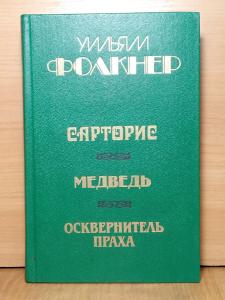 УИЛЬЯМ
ФОЛКНЕР
САРТОРИС
МЕДВЕДЬ
ОСКВЕРНИТЕЛЬ
ПРАХА